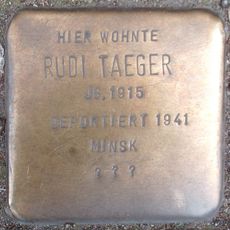 HIER WOHNTE
RUDI TAEGER
JG. 1915
DEPORTIERT 1941
MINSK
? ? ?